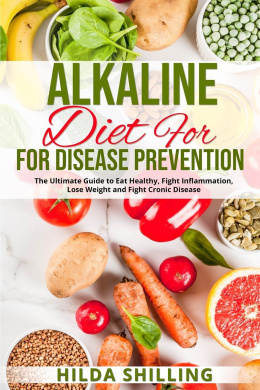 ALKALINE
Diet For
FOR DISEASE PREVENTION
The Ultimate Guide to Eat Healthy, Fight Inflammation,
Lose Weight and Fight Cronic Disease
HILDA SHILLING